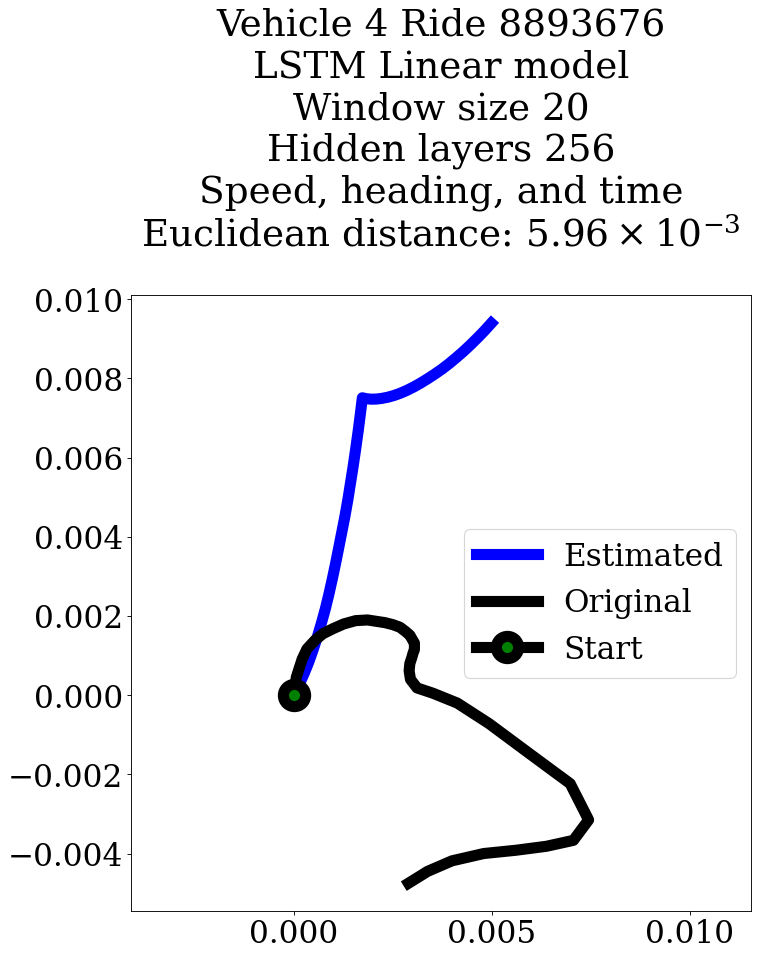 Vehicle 4 Ride 8893676
LSTM Linear model
Window size 20
Hidden layers 256
Speed, heading, and time
Euclidean distance: 5.96 × 10⁻³
0.010
0.008
0.006
0.004
0.002
0.000
−0.002
−0.004
Estimated
Original
Start
0.000 0.005 0.010